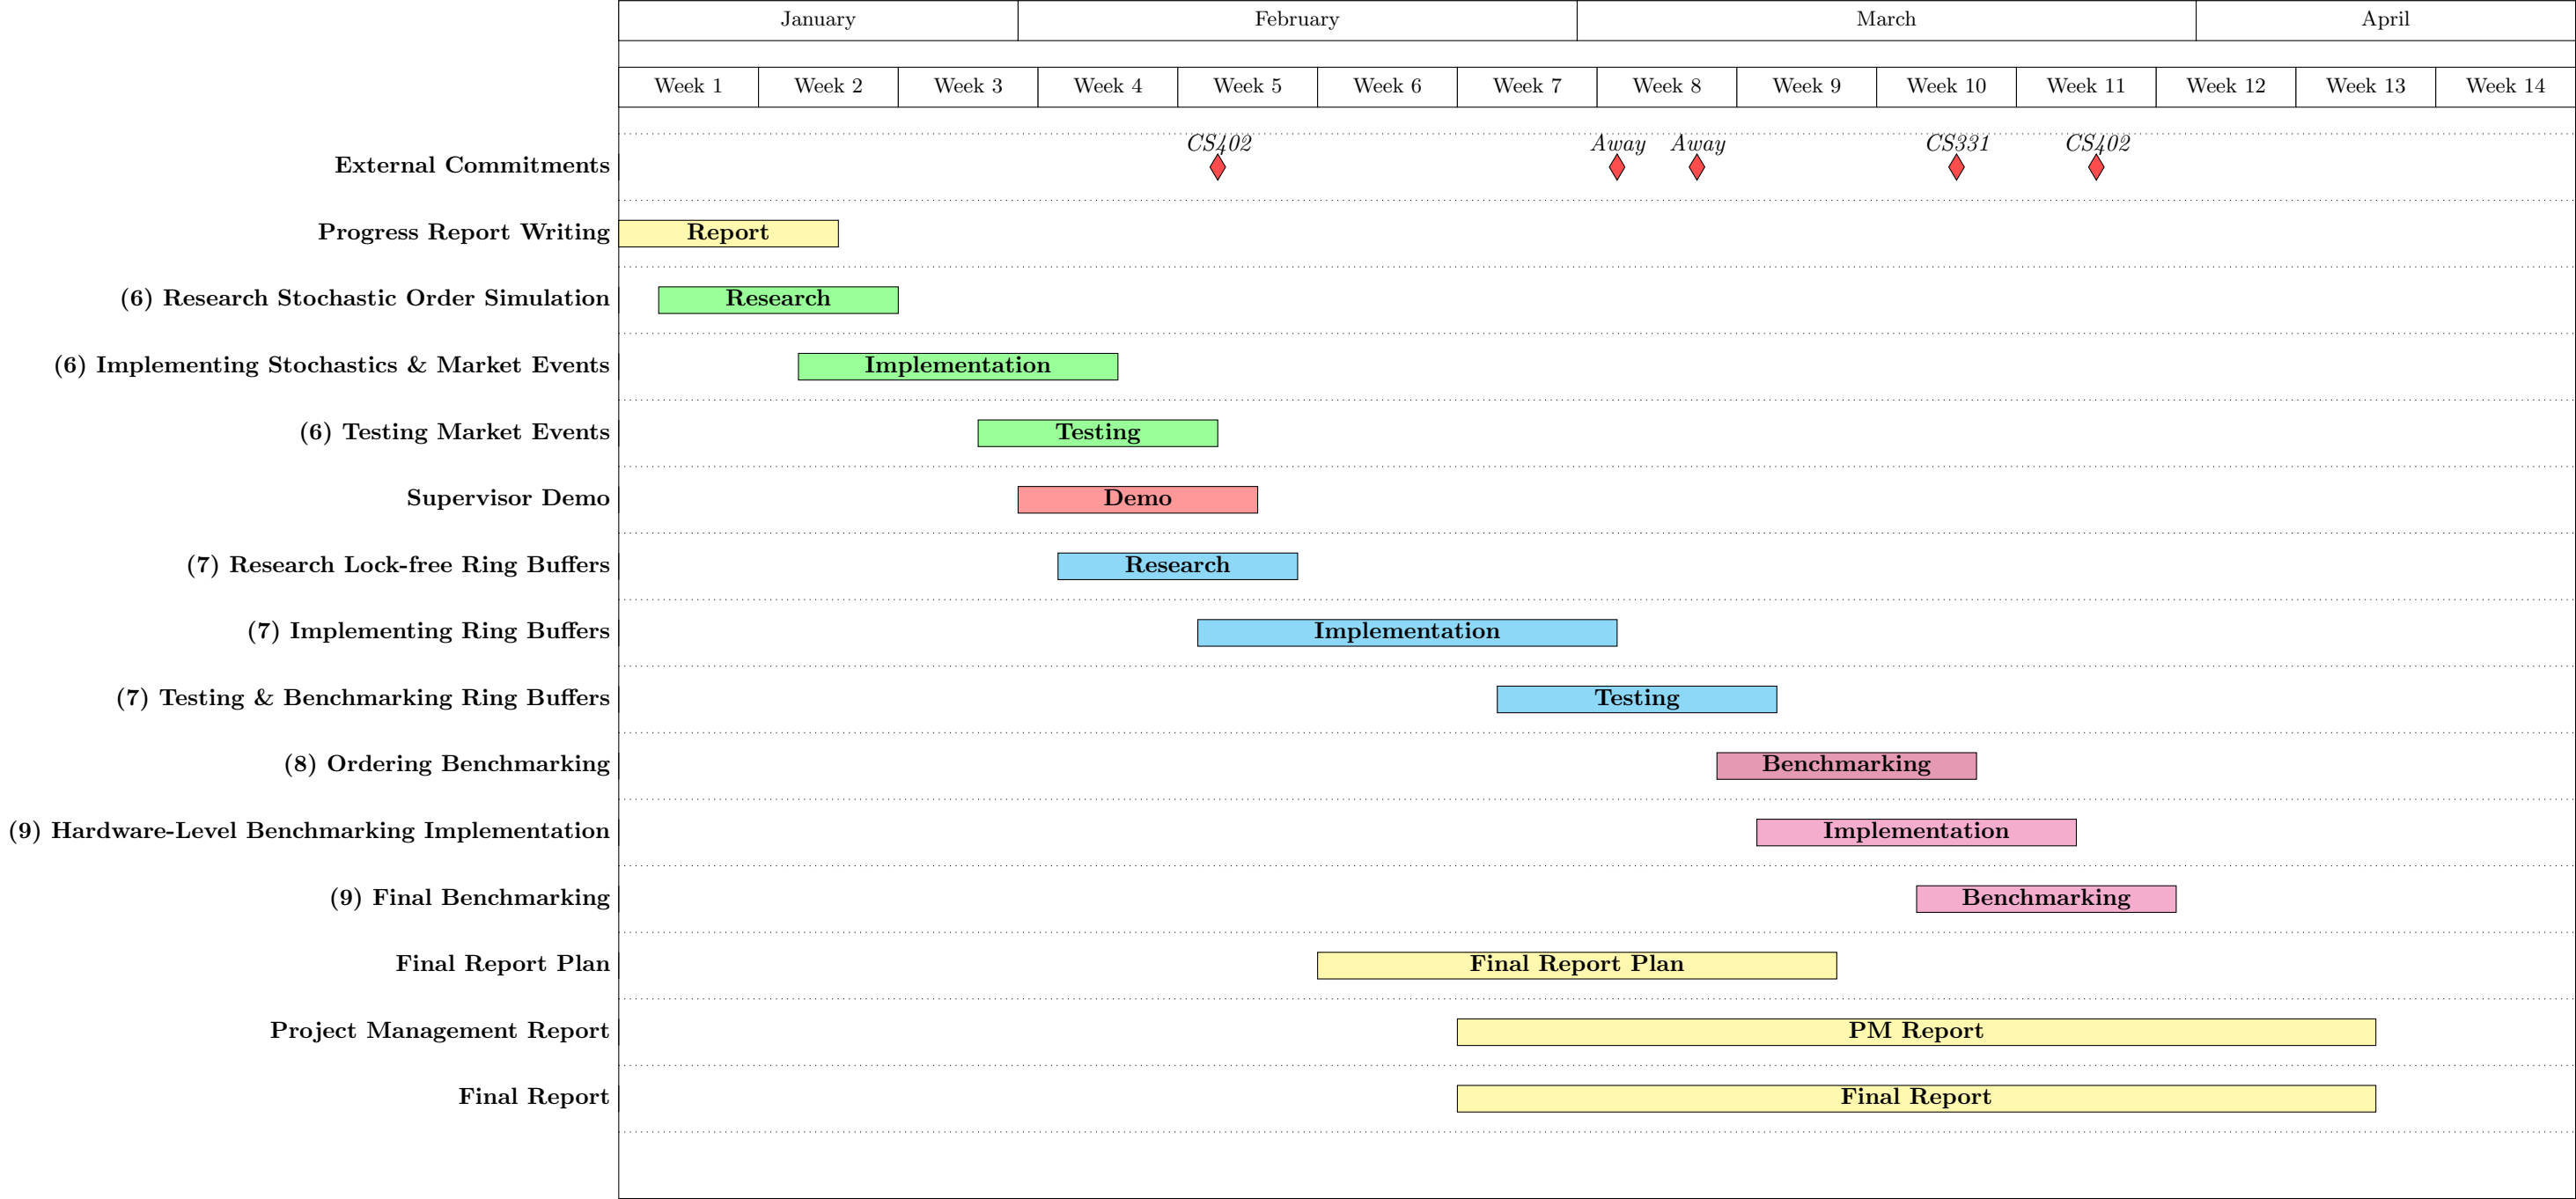 January February March April
Week 1 Week 2 Week 3 Week 4 Week 5 Week 6 Week 7 Week 8 Week 9 Week 10 Week 11 Week 12 Week 13 Week 14
CS402 Away Away CS331 CS402
External Commitments
Progress Report Writing Report
(6) Research Stochastic Order Simulation Research
(6) Implementing Stochastics & Market Events Implementation
(6) Testing Market Events Testing
Supervisor Demo Demo
(7) Research Lock-free Ring Buffers Research
(7) Implementing Ring Buffers Implementation
(7) Testing & Benchmarking Ring Buffers Testing
(8) Ordering Benchmarking Benchmarking
(9) Hardware-Level Benchmarking Implementation Implementation
(9) Final Benchmarking Benchmarking
Final Report Plan Final Report Plan
Project Management Report PM Report
Final Report Final Report